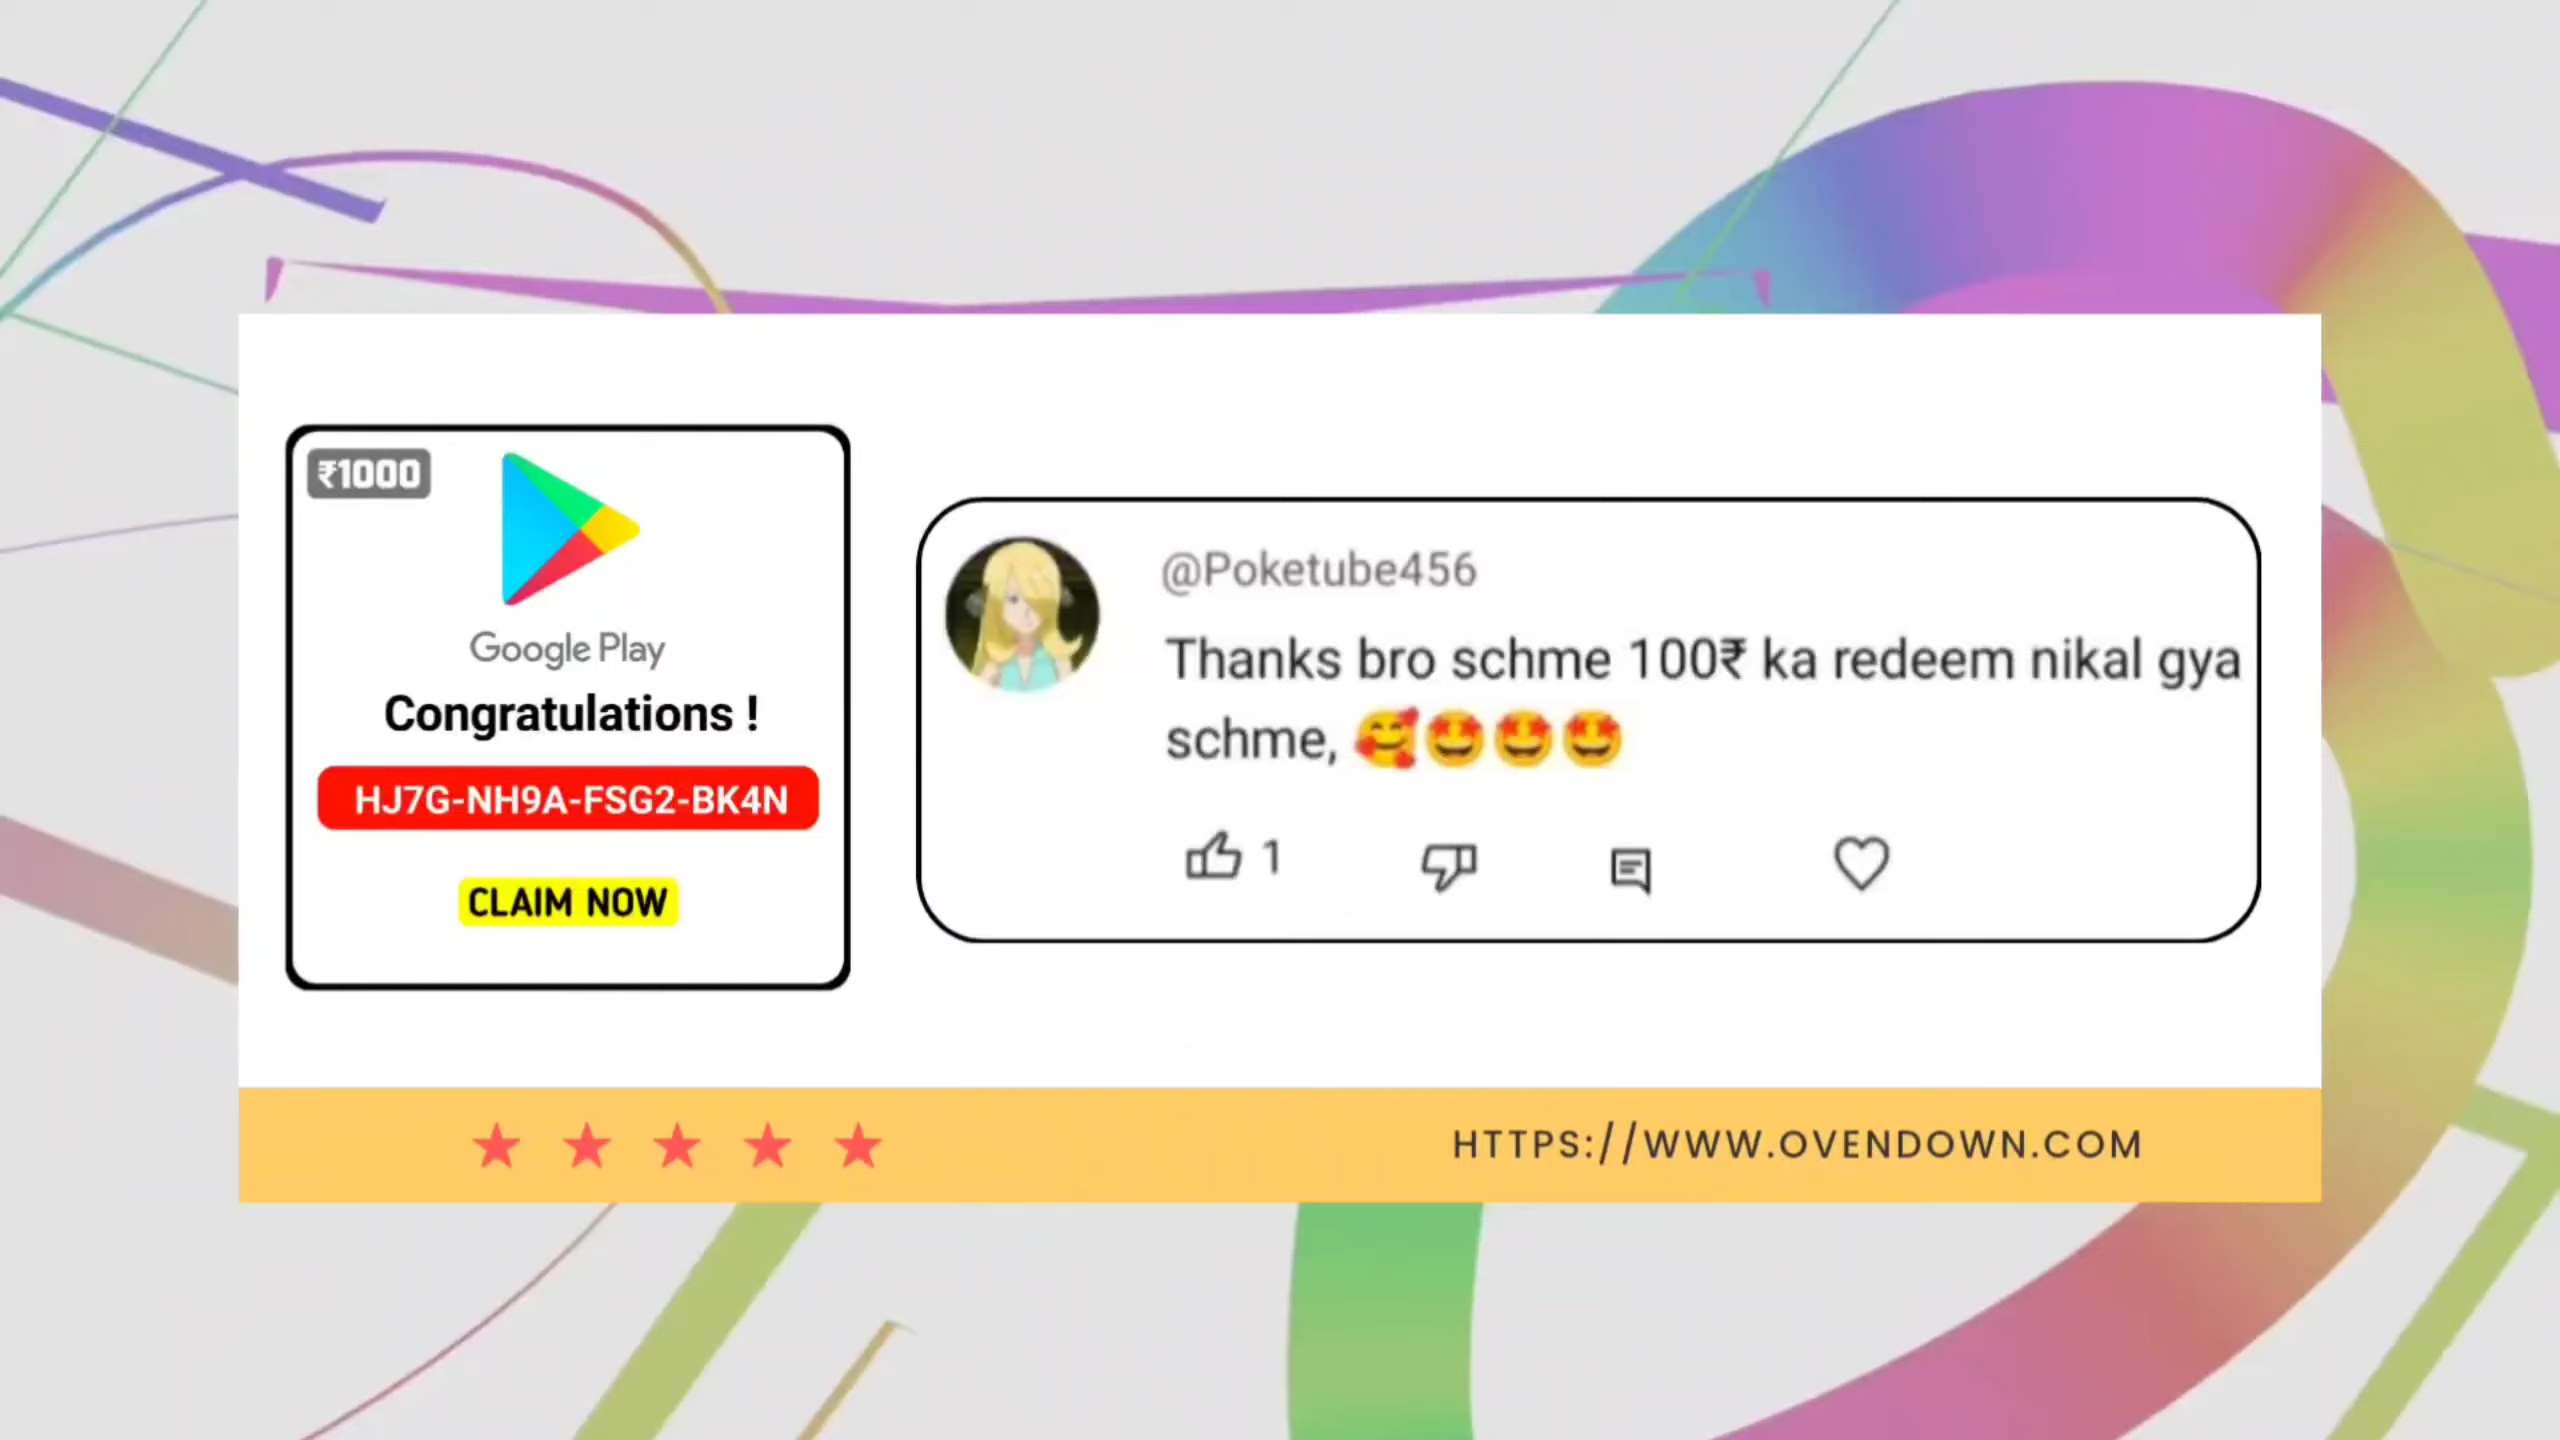 ₹1000
Google Play
Congratulations !
HJ7G-NH9A-FSG2-BK4N
CLAIM NOW
@Poketube456
Thanks bro schme 100₹ ka redeem nikal gya
schme, 🥰🤩🤩🤩
1
HTTPS://WWW.OVENDOWN.COM